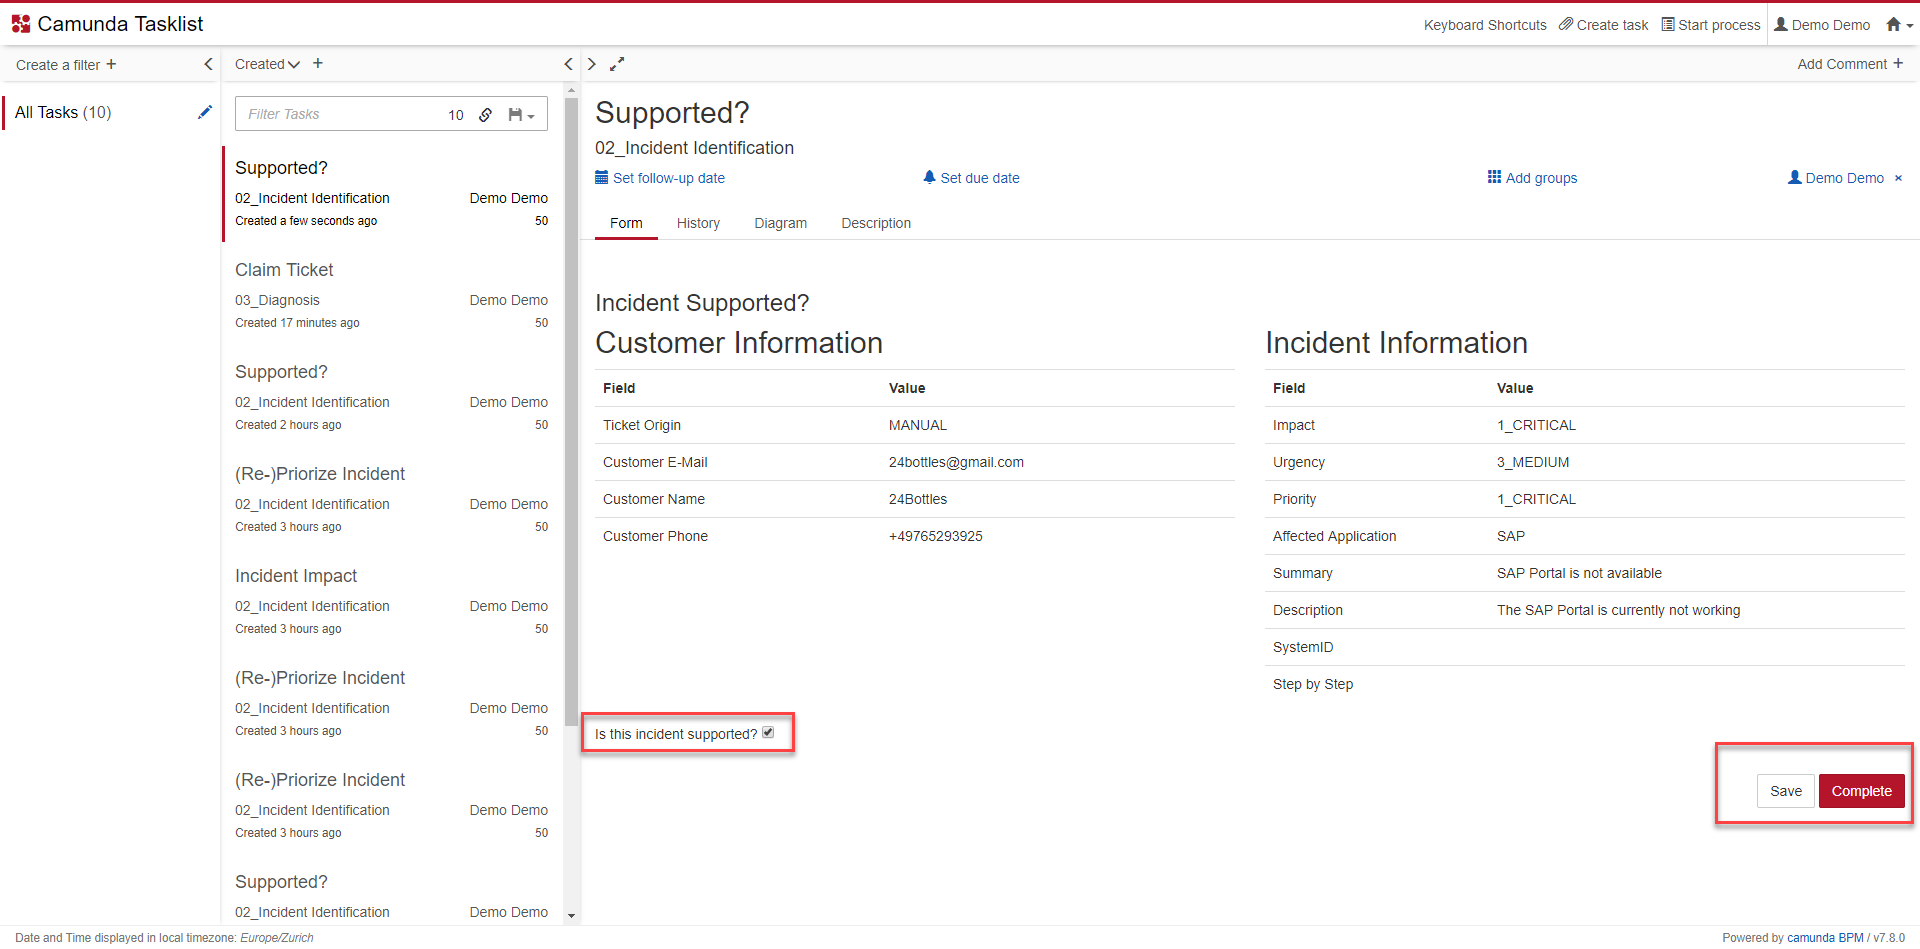 Camunda Tasklist
Keyboard Shortcuts Create task Start process Demo Demo
Create a filter +
Created +
Add Comment +
All Tasks (10)
Filter Tasks 10
Supported?
02_Incident Identification Demo Demo
Created a few seconds ago 50
Claim Ticket
03_Diagnosis Demo Demo
Created 17 minutes ago 50
Supported?
02_Incident Identification Demo Demo
Created 2 hours ago 50
(Re-)Priorize Incident
02_Incident Identification Demo Demo
Created 3 hours ago 50
Incident Impact
02_Incident Identification Demo Demo
Created 3 hours ago 50
(Re-)Priorize Incident
02_Incident Identification Demo Demo
Created 3 hours ago 50
(Re-)Priorize Incident
02_Incident Identification Demo Demo
Created 3 hours ago 50
Supported?
02_Incident Identification Demo Demo
Supported?
02_Incident Identification
Set follow-up date Set due date Add groups Demo Demo ×
Form History Diagram Description
Incident Supported?
Customer Information
Field Value
Ticket Origin MANUAL
Customer E-Mail 24bottles@gmail.com
Customer Name 24Bottles
Customer Phone +49765293925
Incident Information
Field Value
Impact 1_CRITICAL
Urgency 3_MEDIUM
Priority 1_CRITICAL
Affected Application SAP
Summary SAP Portal is not available
Description The SAP Portal is currently not working
SystemID
Step by Step
Is this incident supported?
Save Complete
Date and Time displayed in local timezone: Europe/Zurich
Powered by camunda BPM / v7.8.0